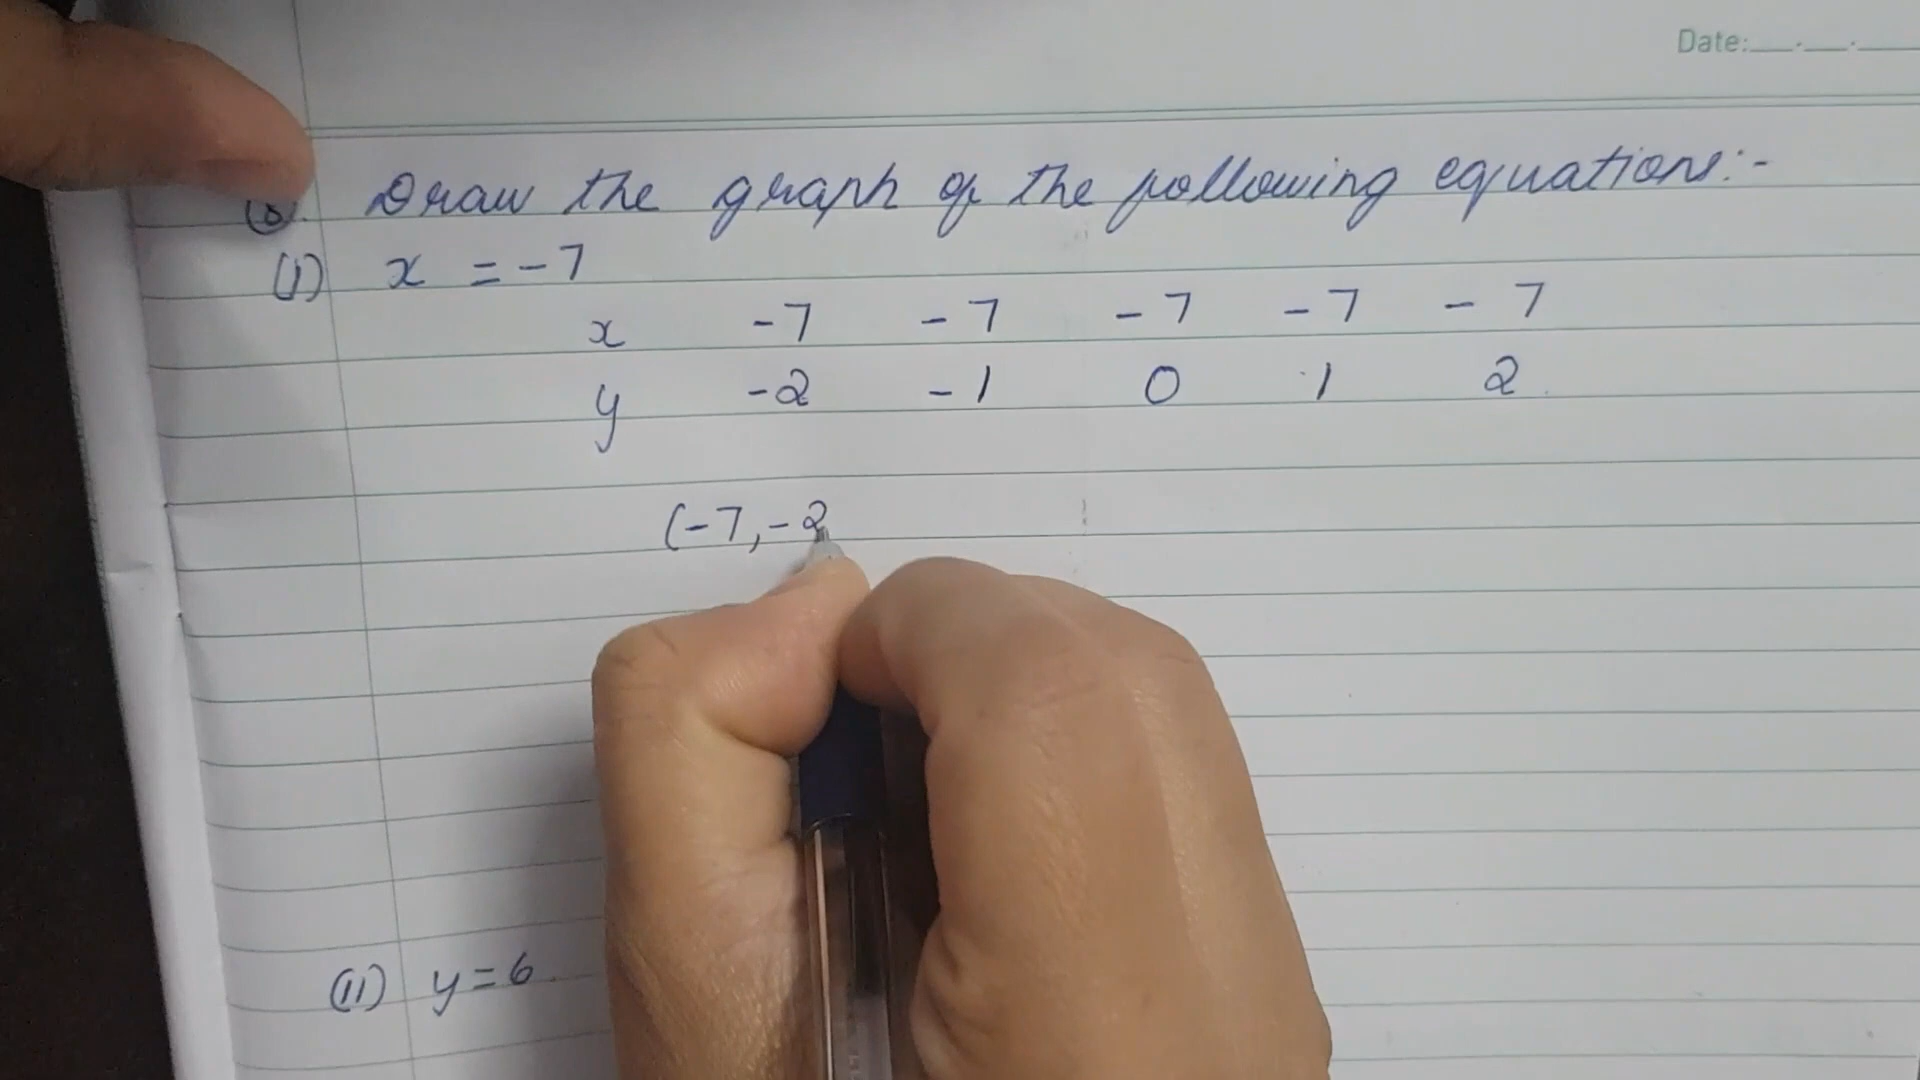 Date:
Draw the graph of the following equations:-
(I) x = -7
x -7 -7 -7 -7 -7
y -2 -1 0 1 2
(-7, -2
(II) y = 6